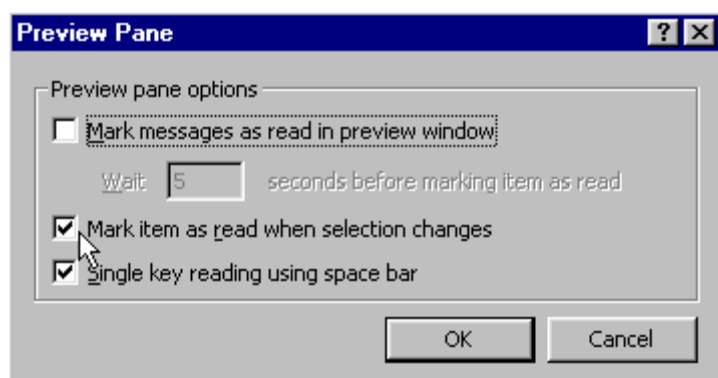 Preview Pane
Preview pane options
Mark messages as read in preview window
Wait 5 seconds before marking item as read
Mark item as read when selection changes
Single key reading using space bar
OK Cancel